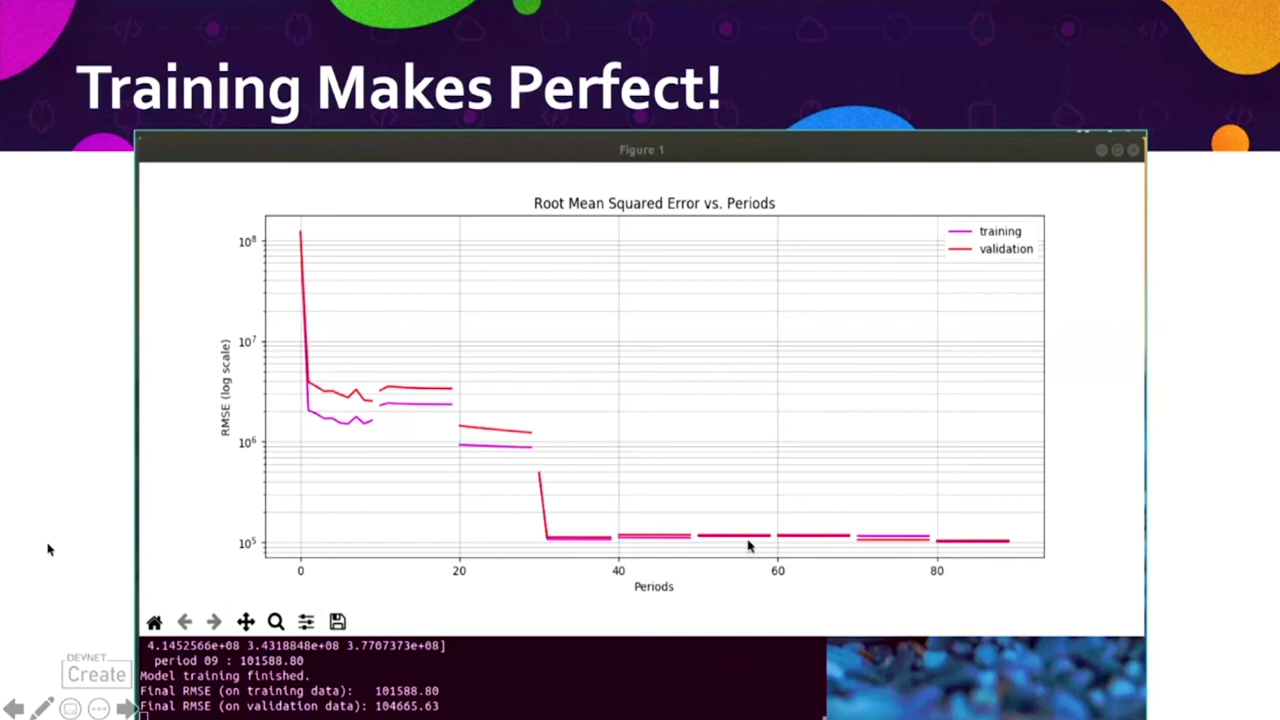 Training Makes Perfect!
Figure 1
Root Mean Squared Error vs. Periods
training
validation
10^8
10^7
10^6
10^5
RMSE (log scale)
0 20 40 60 80
Periods
4.1452566e+08 3.4318848e+08 3.7707373e+08]
period 09 : 101588.80
Model training finished.
Final RMSE (on training data): 101588.80
Final RMSE (on validation data): 104665.63
DEVNET
Create